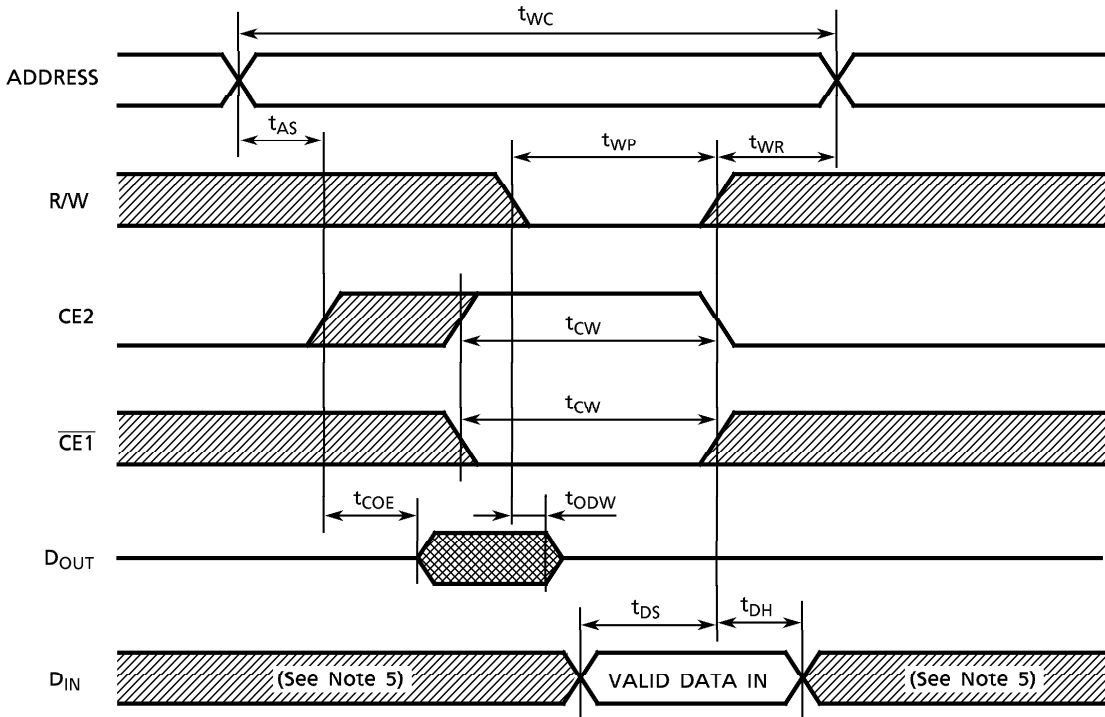 tWC
ADDRESS
tAS
tWP
tWR
R/W
CE2
tCW
tCW
CE1
tCOE
tODW
DOUT
tDS
tDH
DIN
(See Note 5)
VALID DATA IN
(See Note 5)